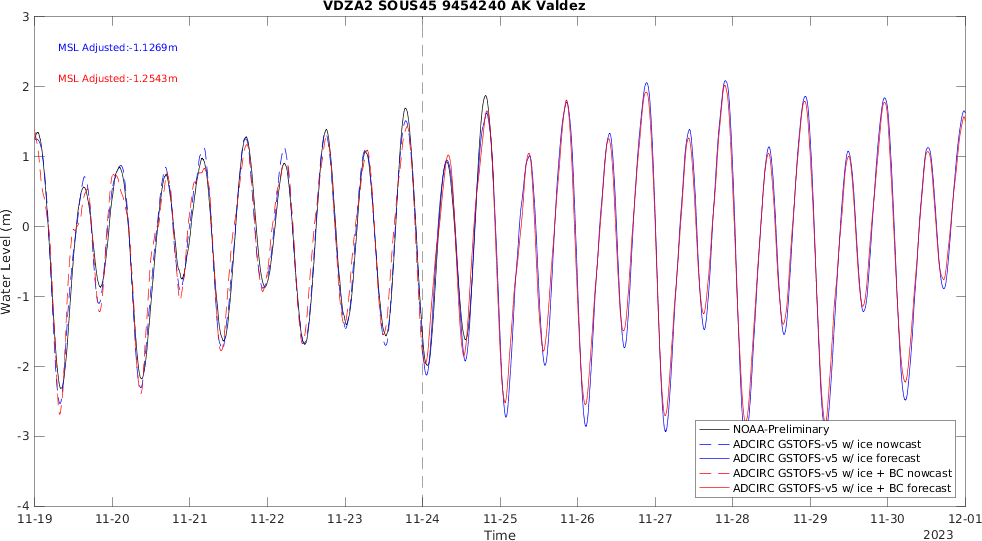 VDZA2 SOUS45 9454240 AK Valdez
MSL Adjusted:-1.1269m
MSL Adjusted:-1.2543m
3
2
1
0
-1
-2
-3
-4
Water Level (m)
NOAA-Preliminary
ADCIRC GSTOFS-v5 w/ ice nowcast
ADCIRC GSTOFS-v5 w/ ice forecast
ADCIRC GSTOFS-v5 w/ ice + BC nowcast
ADCIRC GSTOFS-v5 w/ ice + BC forecast
11-19 11-20 11-21 11-22 11-23 11-24 11-25 11-26 11-27 11-28 11-29 11-30 12-01
Time
2023